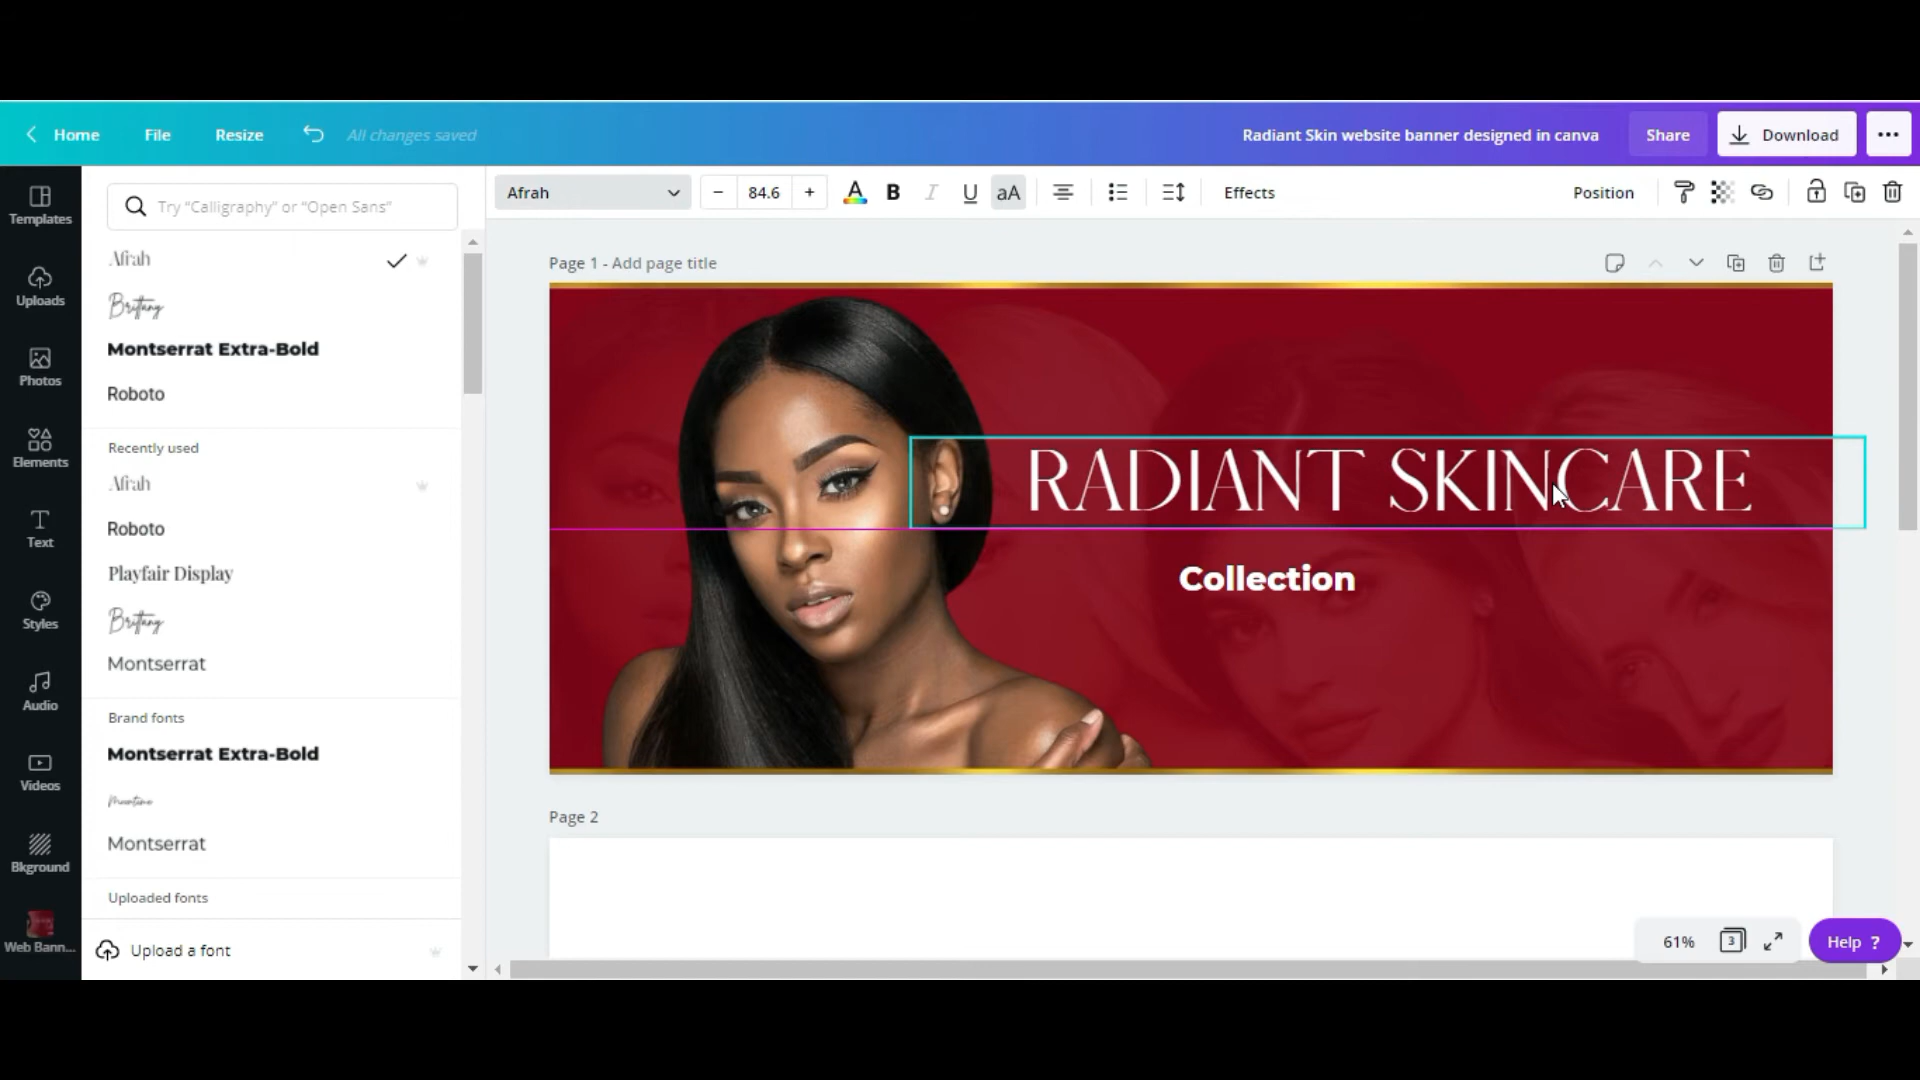 Home
File
Resize
All changes saved
Radiant Skin website banner designed in canva
Share
Download
Templates
Uploads
Photos
Elements
Text
Styles
Audio
Videos
Bkground
Web Bann...
Try “Calligraphy” or “Open Sans”
Afrah
Brittany
Montserrat Extra-Bold
Roboto
Recently used
Afrah
Roboto
Playfair Display
Brittany
Montserrat
Brand fonts
Montserrat Extra-Bold
Montserrat
Uploaded fonts
Upload a font
Afrah
− 84.6 +
A B I U aA
Effects
Position
Page 1 - Add page title
RADIANT SKINCARE
Collection
Page 2
61%
3
Help ?